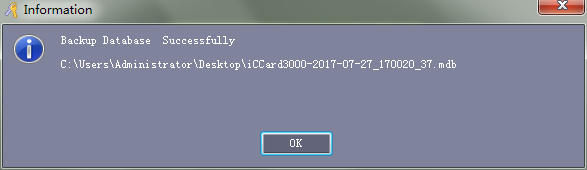 Information
Backup Database  Successfully
C:\Users\Administrator\Desktop\iCCard3000-2017-07-27_170020_37.mdb
OK